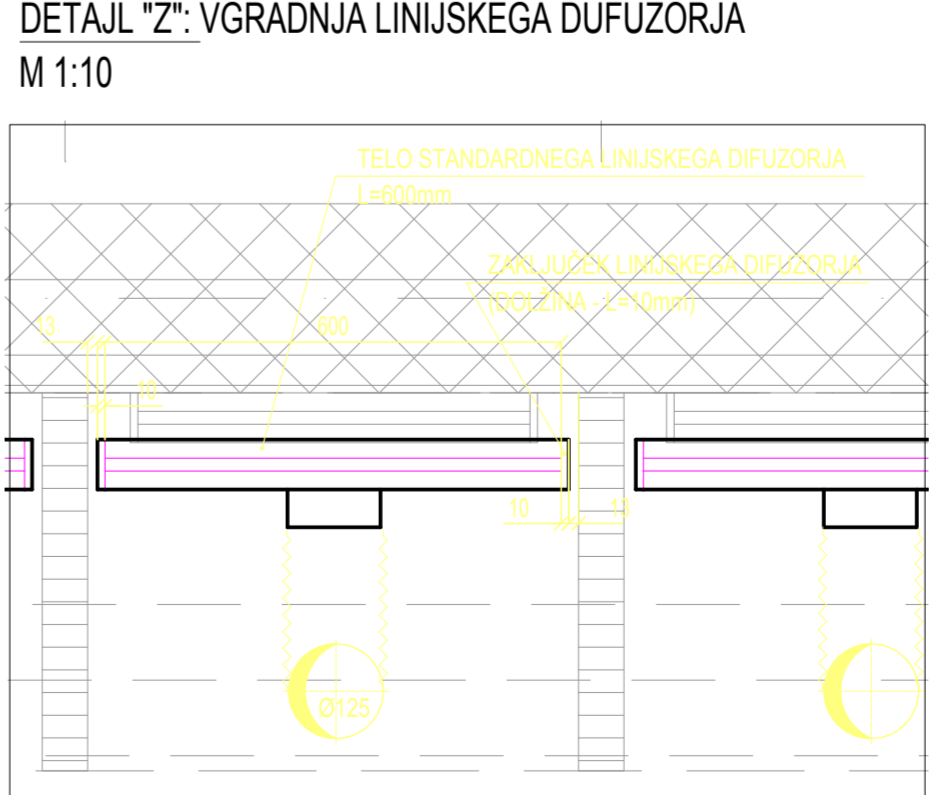 DETAJL "Z": VGRADNJA LINIJSKEGA DUFUZORJA
M 1:10
TELO STANDARDNEGA LINIJSKEGA DIFUZORJA
L=600mm
ZAKLJUČEK LINIJSKEGA DIFUZORJA
(DOLŽINA - L=10mm)
13
600
10
10
13
Ø125